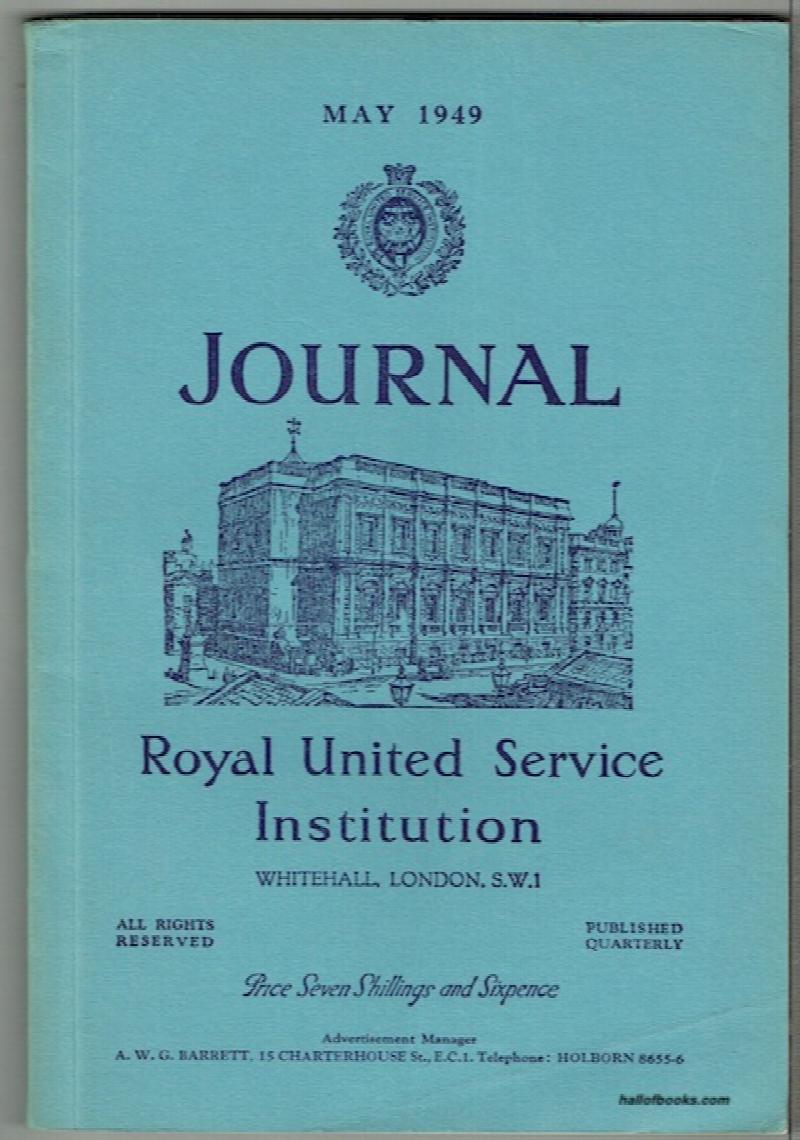 MAY 1949
JOURNAL
Royal United Service
Institution
WHITEHALL, LONDON, S.W.1
ALL RIGHTS
RESERVED
PUBLISHED
QUARTERLY
Price Seven Shillings and Sixpence
Advertisement Manager
A. W. G. BARRETT, 15 CHARTERHOUSE St., E.C.1. Telephone: HOLBORN 8655-6
hallofbooks.com